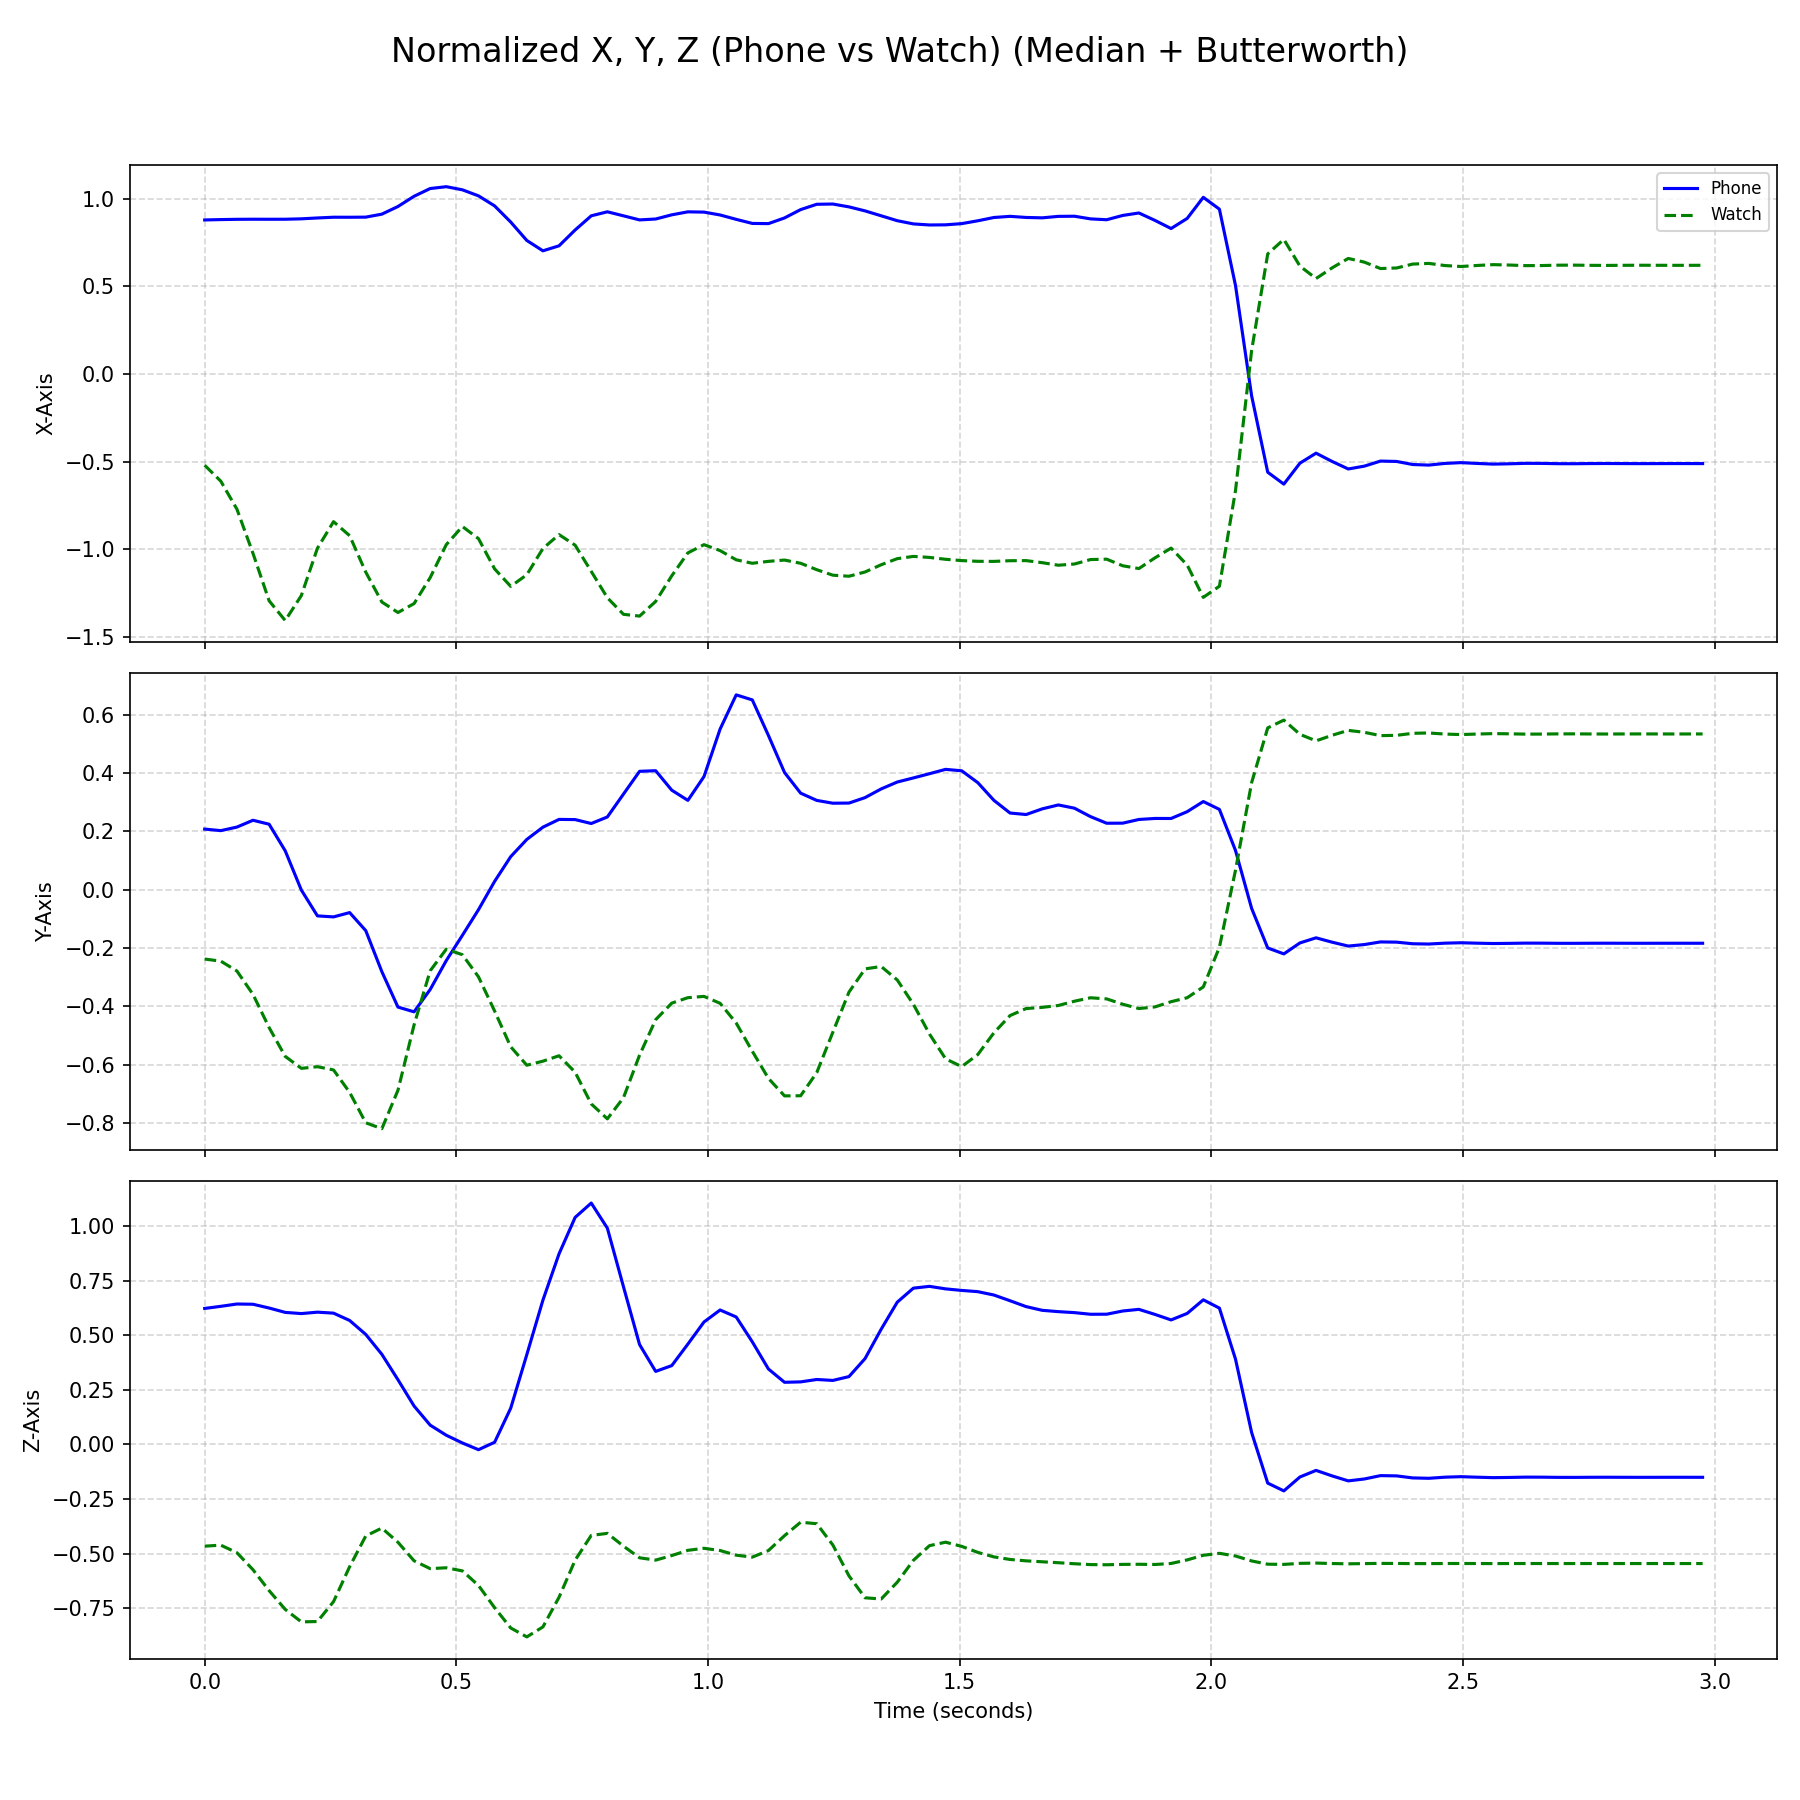 Normalized X, Y, Z (Phone vs Watch) (Median + Butterworth)
Phone
Watch
1.0
0.5
0.0
−0.5
−1.0
−1.5
X-Axis
0.6
0.4
0.2
0.0
−0.2
−0.4
−0.6
−0.8
Y-Axis
1.00
0.75
0.50
0.25
0.00
−0.25
−0.50
−0.75
Z-Axis
0.0 0.5 1.0 1.5 2.0 2.5 3.0
Time (seconds)